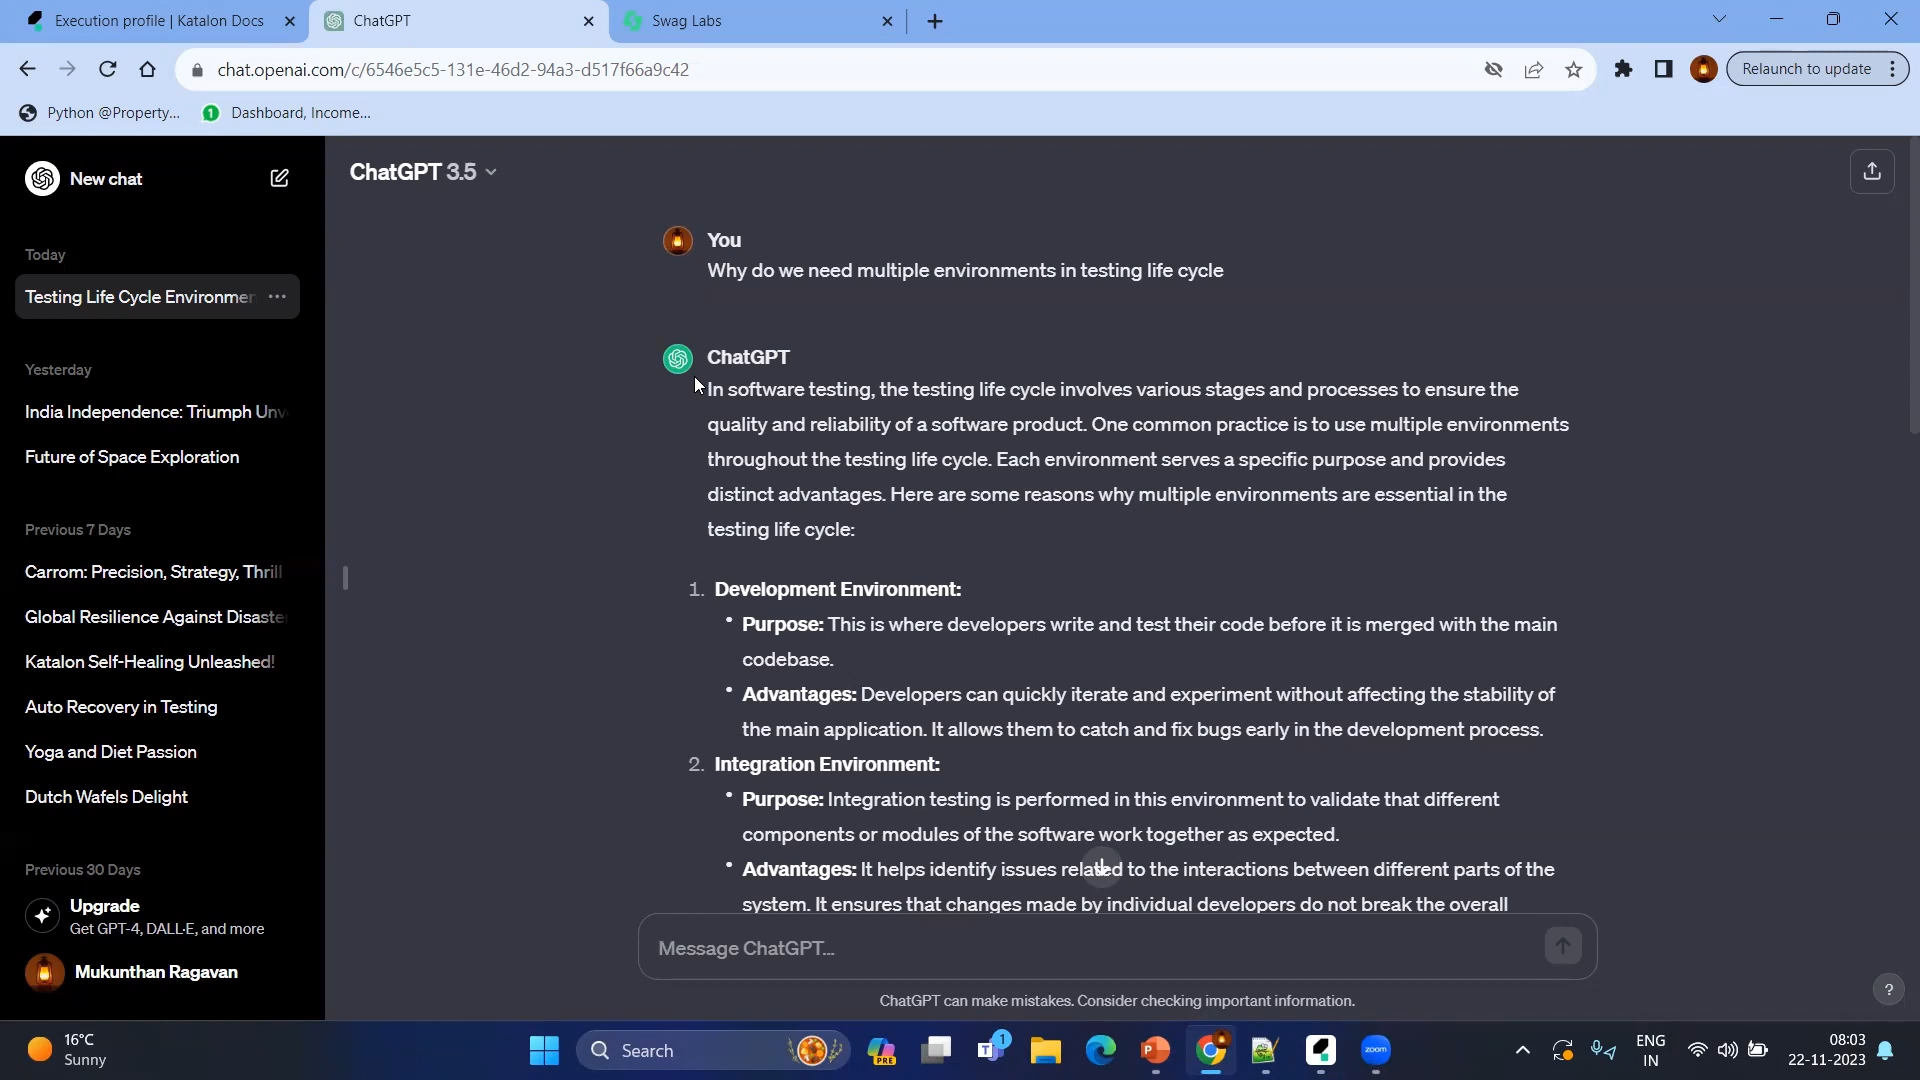 Execution profile | Katalon Docs
ChatGPT
Swag Labs
chat.openai.com/c/6546e5c5-131e-46d2-94a3-d517f66a9c42
Relaunch to update
Python @Property...
1
Dashboard, Income...
New chat
ChatGPT 3.5
Today
Testing Life Cycle Environmen
Yesterday
India Independence: Triumph Unv
Future of Space Exploration
Previous 7 Days
Carrom: Precision, Strategy, Thrill
Global Resilience Against Disaste
Katalon Self-Healing Unleashed!
Auto Recovery in Testing
Yoga and Diet Passion
Dutch Wafels Delight
Previous 30 Days
Upgrade
Get GPT-4, DALL·E, and more
Mukunthan Ragavan
You
Why do we need multiple environments in testing life cycle
ChatGPT
In software testing, the testing life cycle involves various stages and processes to ensure the
quality and reliability of a software product. One common practice is to use multiple environments
throughout the testing life cycle. Each environment serves a specific purpose and provides
distinct advantages. Here are some reasons why multiple environments are essential in the
testing life cycle:
1. Development Environment:
• Purpose: This is where developers write and test their code before it is merged with the main
codebase.
• Advantages: Developers can quickly iterate and experiment without affecting the stability of
the main application. It allows them to catch and fix bugs early in the development process.
2. Integration Environment:
• Purpose: Integration testing is performed in this environment to validate that different
components or modules of the software work together as expected.
• Advantages: It helps identify issues related to the interactions between different parts of the
system. It ensures that changes made by individual developers do not break the overall
Message ChatGPT...
ChatGPT can make mistakes. Consider checking important information.
?
16°C
Sunny
Search
PRE
1
zoom
ENG
IN
08:03
22-11-2023